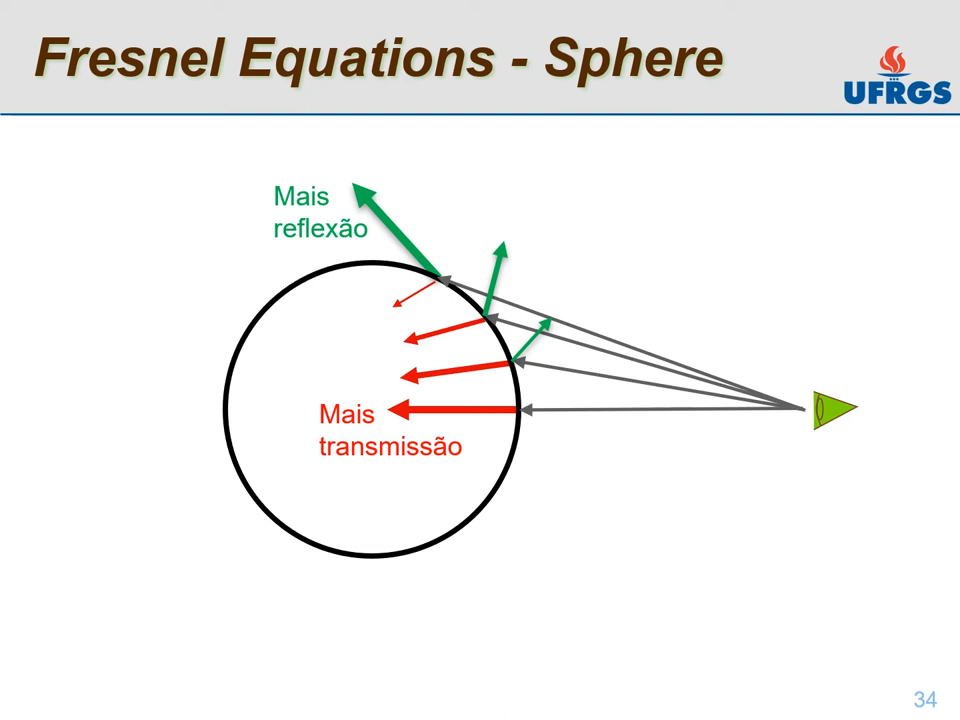 Fresnel Equations - Sphere
UFRGS
Mais
reflexão
Mais
transmissão
34